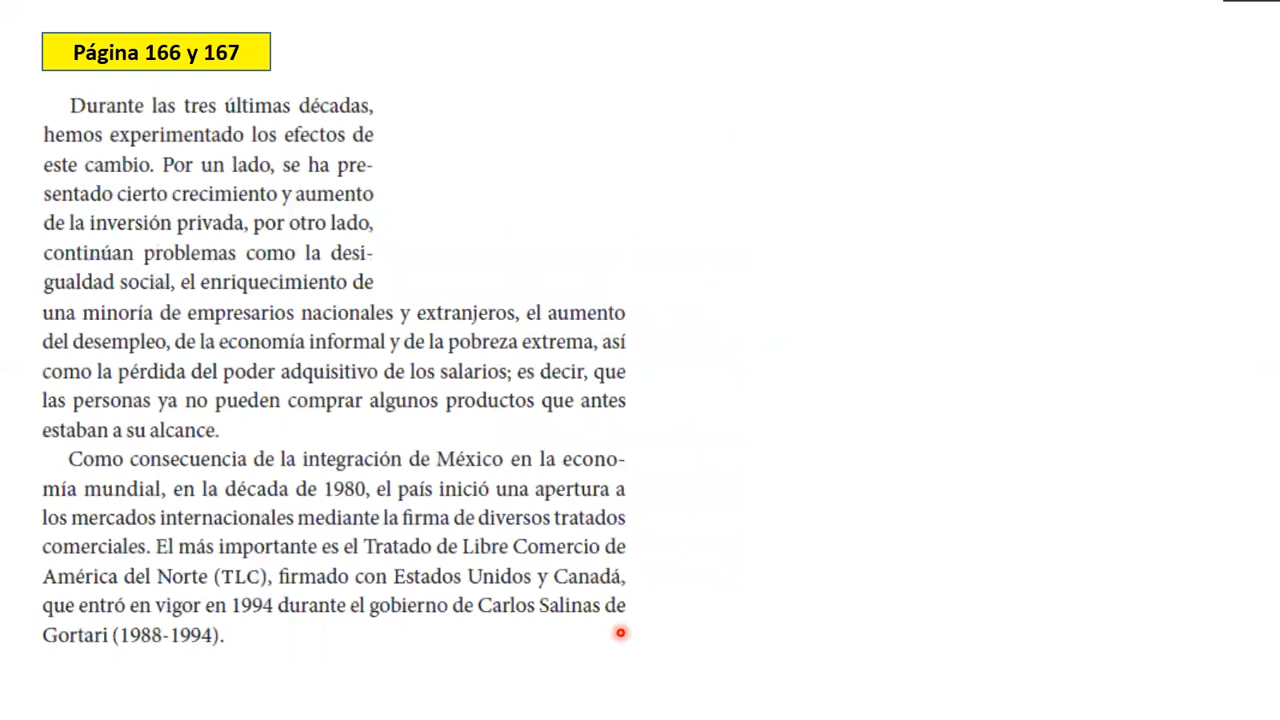 Página 166 y 167
Durante las tres últimas décadas,
hemos experimentado los efectos de
este cambio. Por un lado, se ha pre-
sentado cierto crecimiento y aumento
de la inversión privada, por otro lado,
continúan problemas como la desi-
gualdad social, el enriquecimiento de
una minoría de empresarios nacionales y extranjeros, el aumento
del desempleo, de la economía informal y de la pobreza extrema, así
como la pérdida del poder adquisitivo de los salarios; es decir, que
las personas ya no pueden comprar algunos productos que antes
estaban a su alcance.
Como consecuencia de la integración de México en la econo-
mía mundial, en la década de 1980, el país inició una apertura a
los mercados internacionales mediante la firma de diversos tratados
comerciales. El más importante es el Tratado de Libre Comercio de
América del Norte (TLC), firmado con Estados Unidos y Canadá,
que entró en vigor en 1994 durante el gobierno de Carlos Salinas de
Gortari (1988-1994).